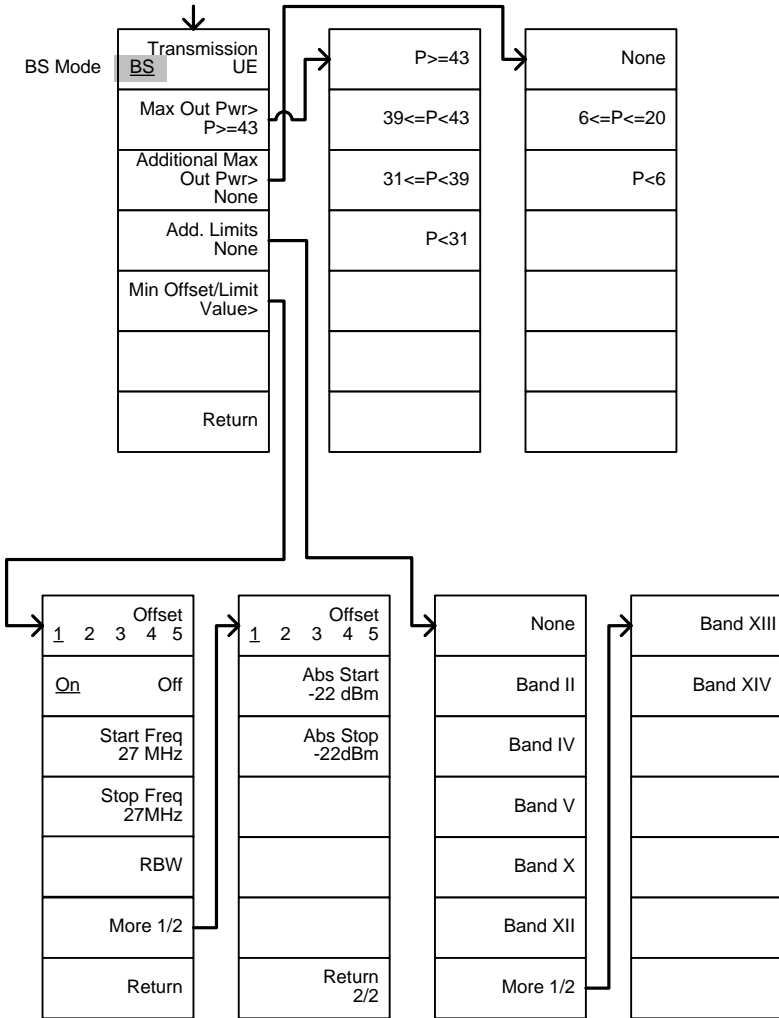 BS Mode
Transmission
BS UE
Max Out Pwr>
P>=43
Additional Max
Out Pwr>
None
Add. Limits
None
Min Offset/Limit
Value>
Return
P>=43
39<=P<43
31<=P<39
P<31
None
6<=P<=20
P<6
Offset
1 2 3 4 5
On Off
Start Freq
27 MHz
Stop Freq
27MHz
RBW
More 1/2
Return
Offset
1 2 3 4 5
Abs Start
-22 dBm
Abs Stop
-22dBm
Return
2/2
None
Band II
Band IV
Band V
Band X
Band XII
More 1/2
Band XIII
Band XIV